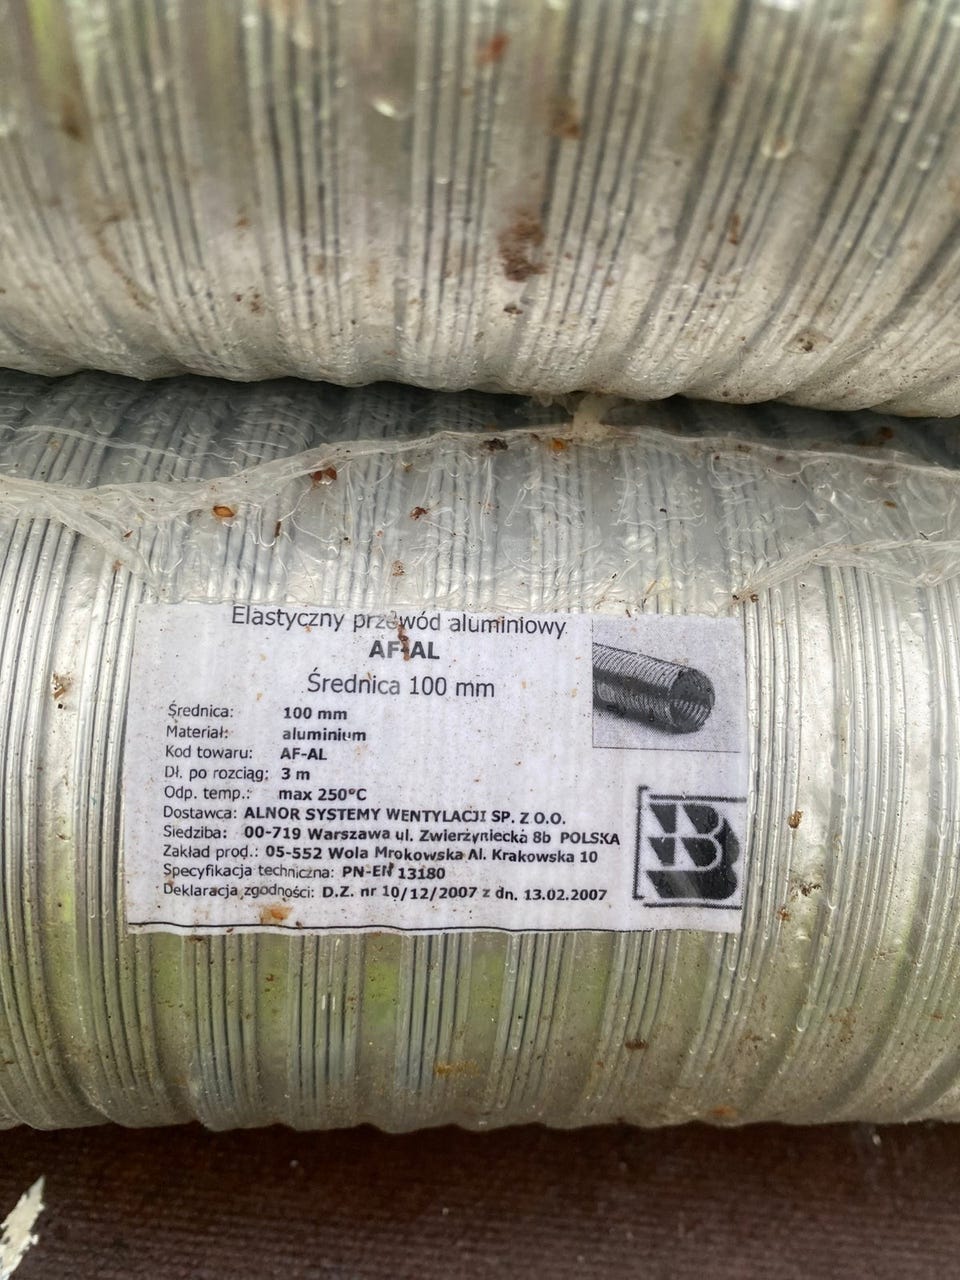 Elastyczny przewód aluminiowy
AF-AL
Średnica 100 mm
Średnica: 100 mm
Materiał: aluminium
Kod towaru: AF-AL
Dł. po rozciąg: 3 m
Odp. temp.: max 250°C
Dostawca: ALNOR SYSTEMY WENTYLACJI SP. Z O.O.
Siedziba: 00-719 Warszawa ul. Zwierzyniecka 8b POLSKA
Zakład prod.: 05-552 Wola Mrokowska Al. Krakowska 10
Specyfikacja techniczna: PN-EN 13180
Deklaracja zgodności: D.Z. nr 10/12/2007 z dn. 13.02.2007
B